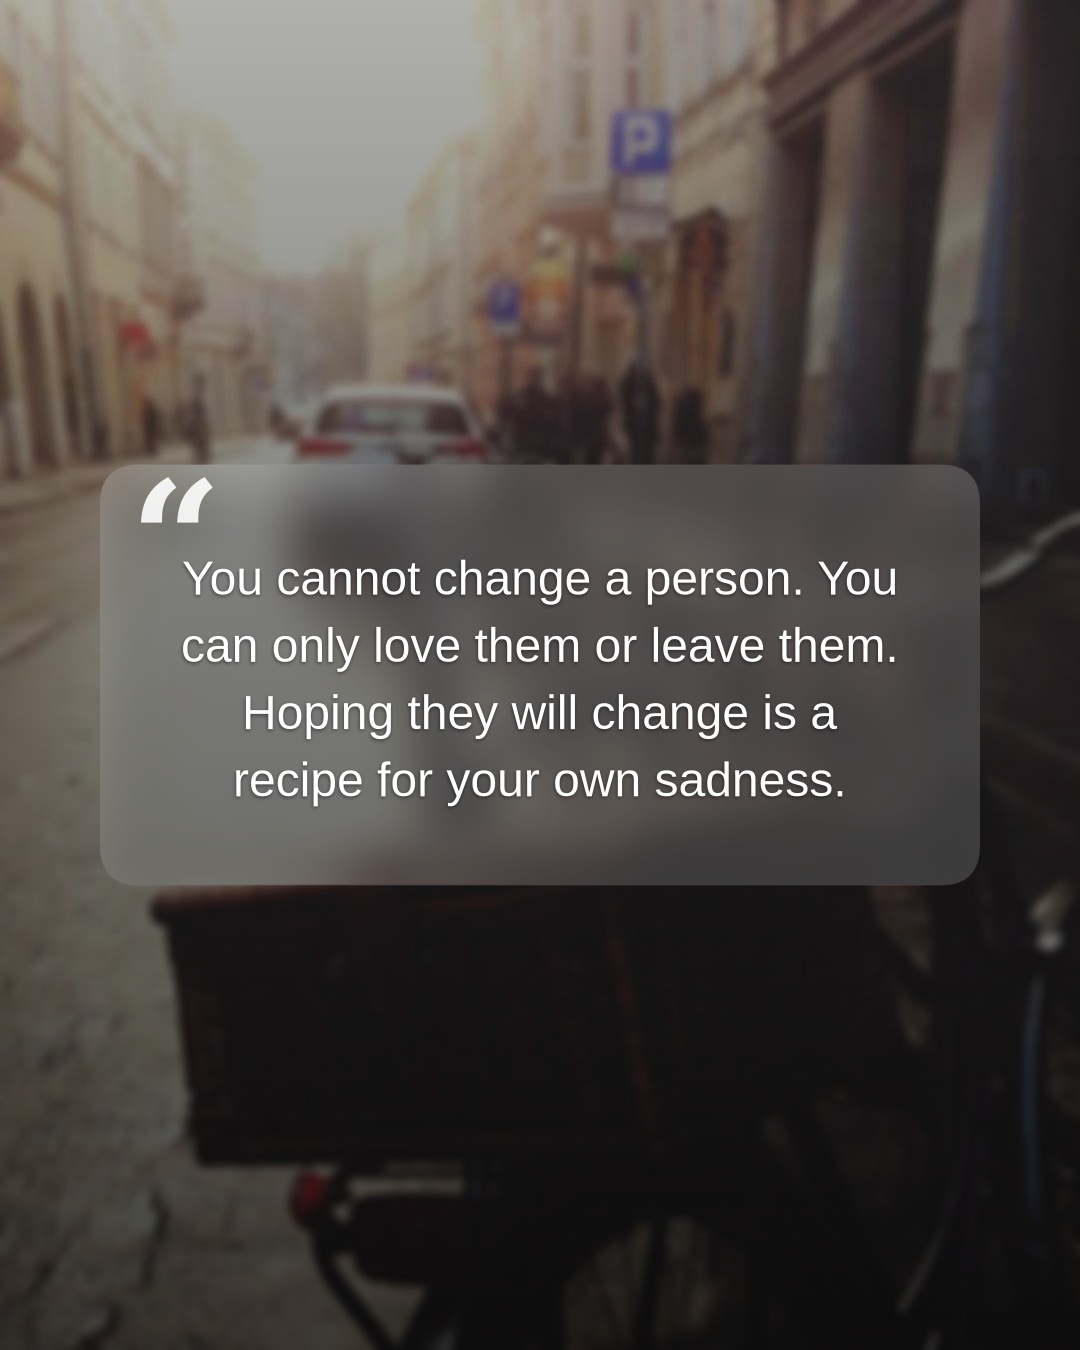 P
“
You cannot change a person. You
can only love them or leave them.
Hoping they will change is a
recipe for your own sadness.